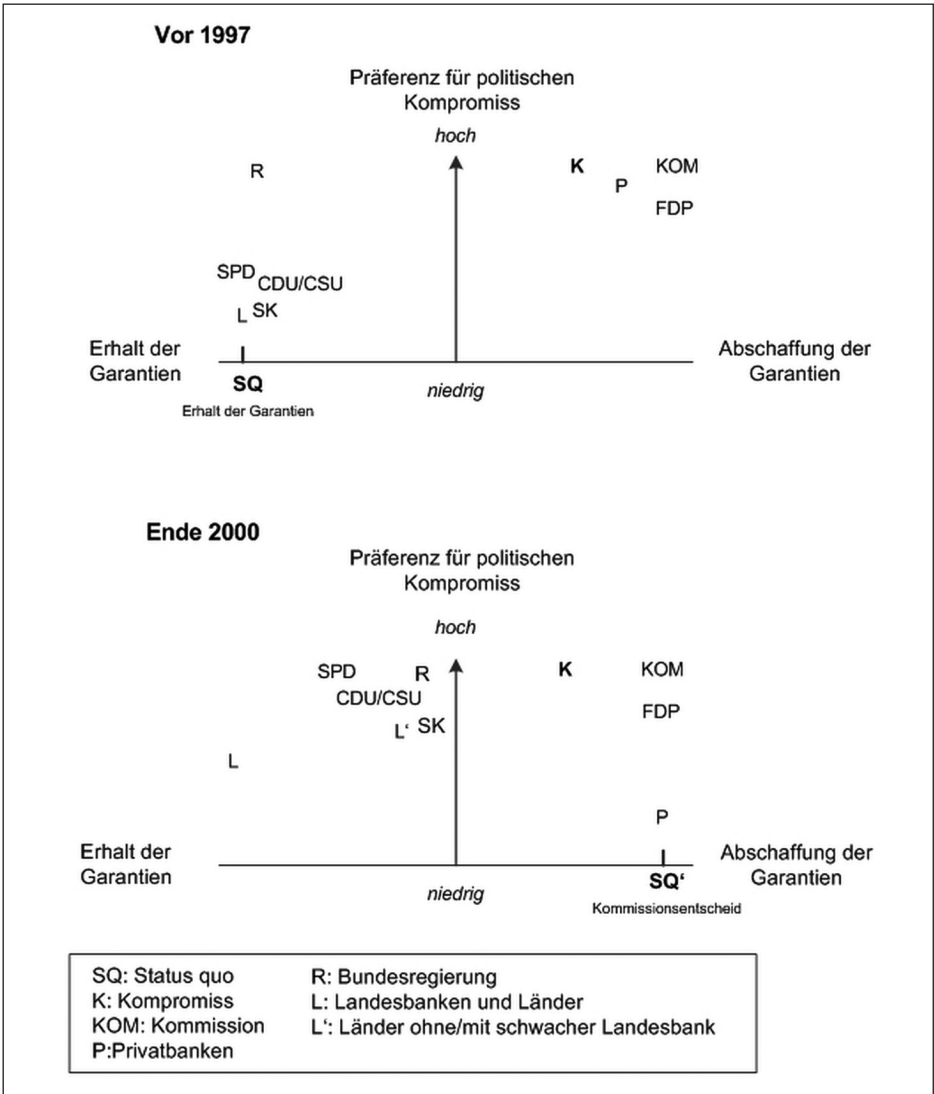 Vor 1997
Präferenz für politischen
Kompromiss
hoch
R
K
KOM
P
FDP
SPD
CDU/CSU
L
SK
Erhalt der
Garantien
Abschaffung der
Garantien
SQ
niedrig
Erhalt der Garantien
Ende 2000
Präferenz für politischen
Kompromiss
hoch
SPD
R
K
KOM
CDU/CSU
FDP
L‘
SK
L
P
Erhalt der
Garantien
Abschaffung der
Garantien
SQ‘
niedrig
Kommissionsentscheid
SQ: Status quo
K: Kompromiss
KOM: Kommission
P:Privatbanken
R: Bundesregierung
L: Landesbanken und Länder
L‘: Länder ohne/mit schwacher Landesbank